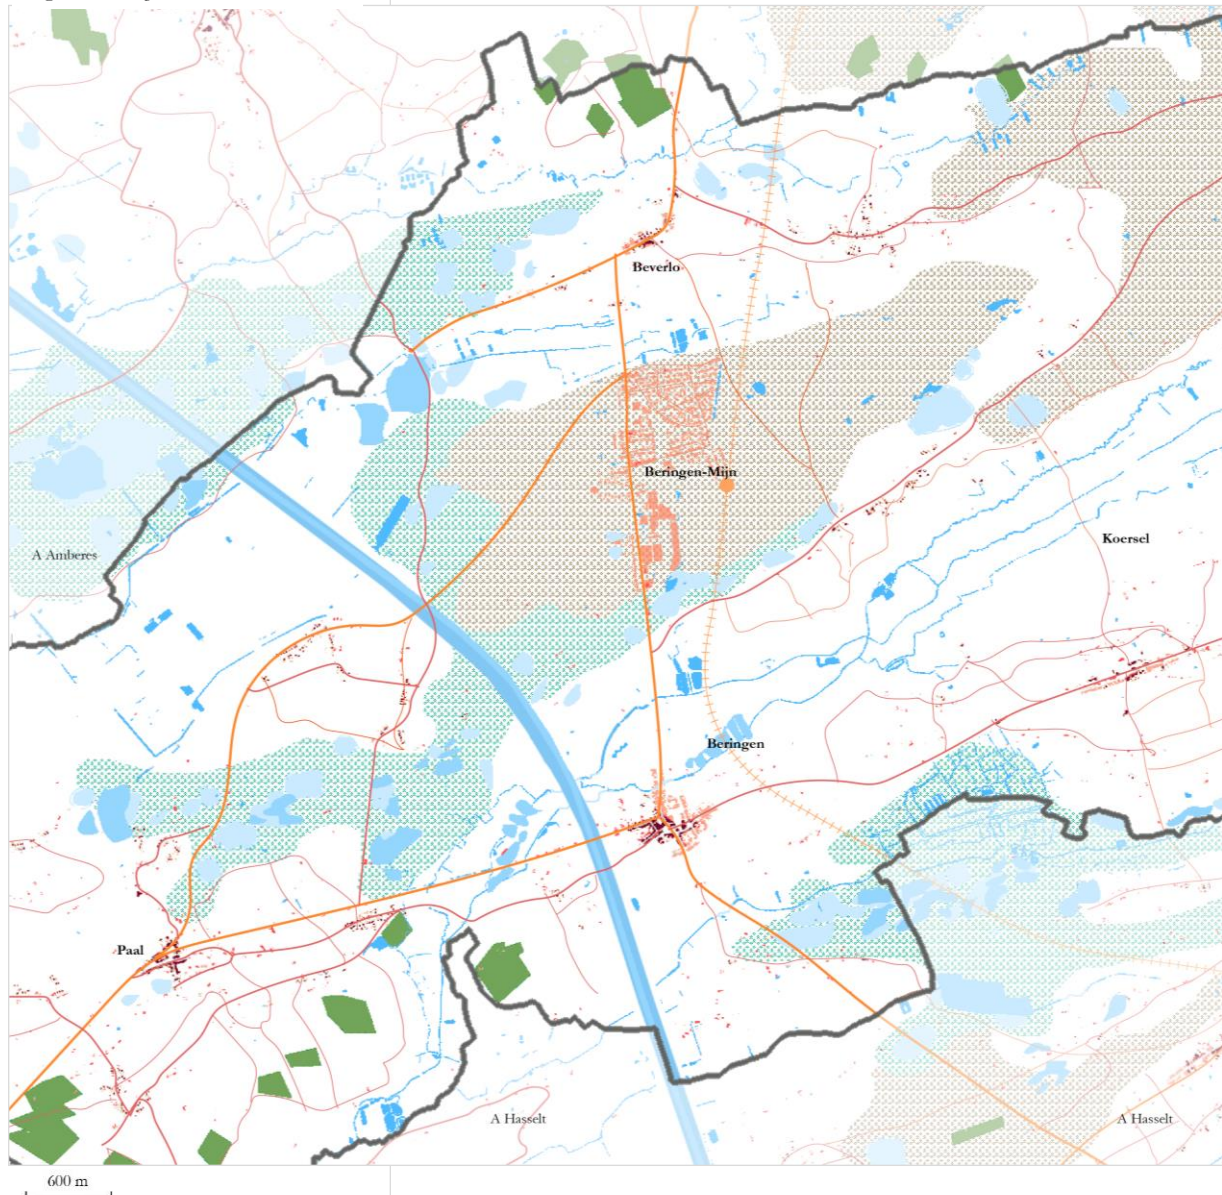 Beverlo
Beringen-Mijn
Koersel
A Amberes
Beringen
Paal
A Hasselt
A Hasselt
600 m